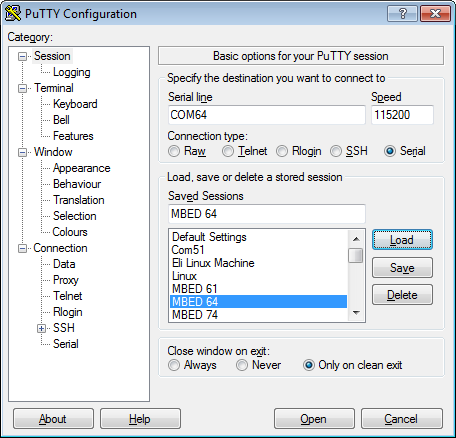 PuTTY Configuration
Category:
Session
Logging
Terminal
Keyboard
Bell
Features
Window
Appearance
Behaviour
Translation
Selection
Colours
Connection
Data
Proxy
Telnet
Rlogin
SSH
Serial
Basic options for your PuTTY session
Specify the destination you want to connect to
Serial line Speed
COM64 115200
Connection type:
Raw Telnet Rlogin SSH Serial
Load, save or delete a stored session
Saved Sessions
MBED 64
Default Settings
Com51
Eli Linux Machine
Linux
MBED 61
MBED 64
MBED 74
Load
Save
Delete
Close window on exit:
Always Never Only on clean exit
About Help Open Cancel